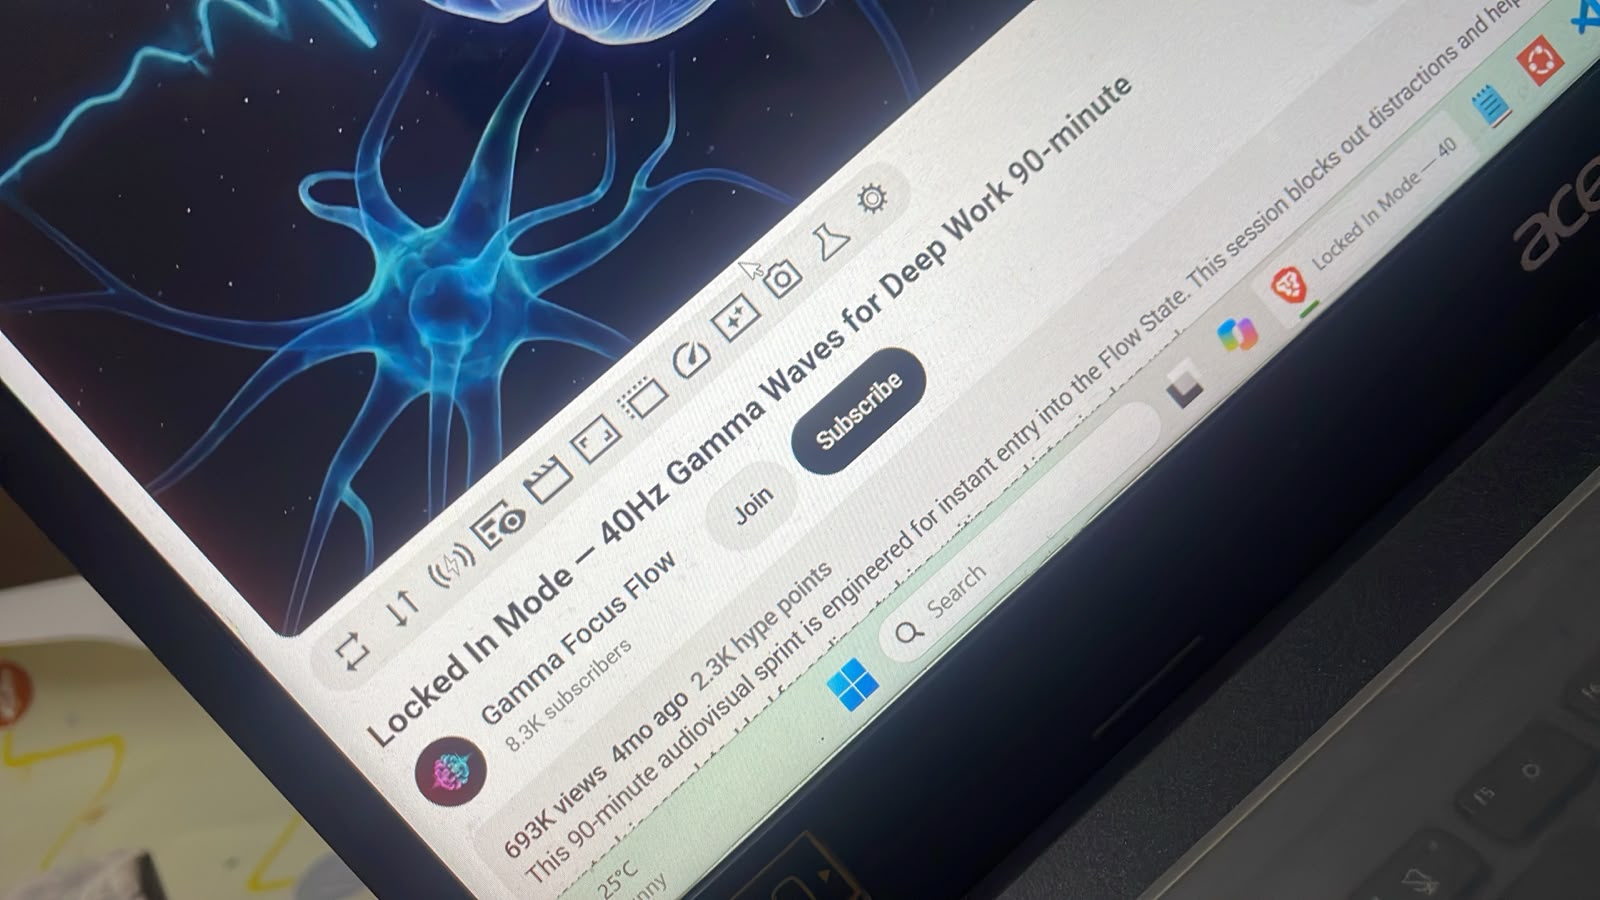 Locked In Mode — 40Hz Gamma Waves for Deep Work 90-minute
Gamma Focus Flow
8.3K subscribers
Join
Subscribe
693K views 4mo ago 2.3K hype points
This 90-minute audiovisual sprint is engineered for instant entry into the Flow State. This session blocks out distractions and
25°C
Search
Locked In Mode — 40
ace
F5